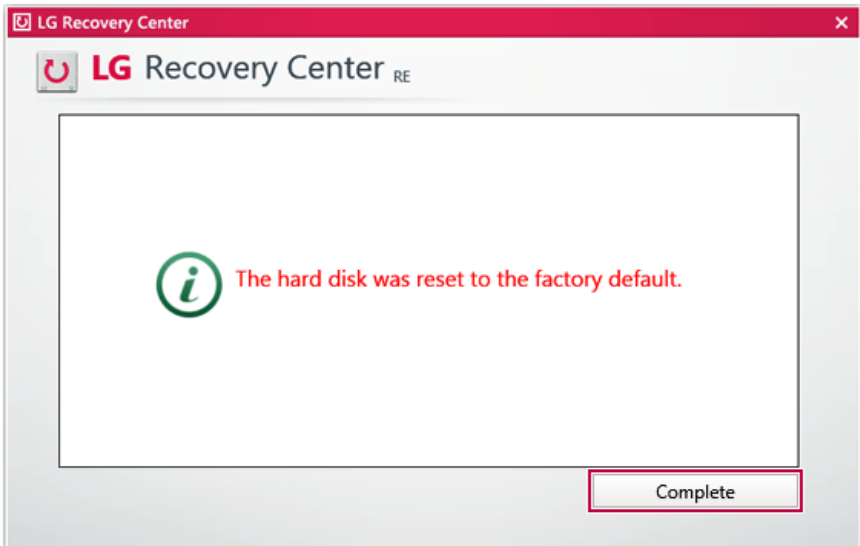 LG Recovery Center
LG Recovery Center RE
The hard disk was reset to the factory default.
Complete